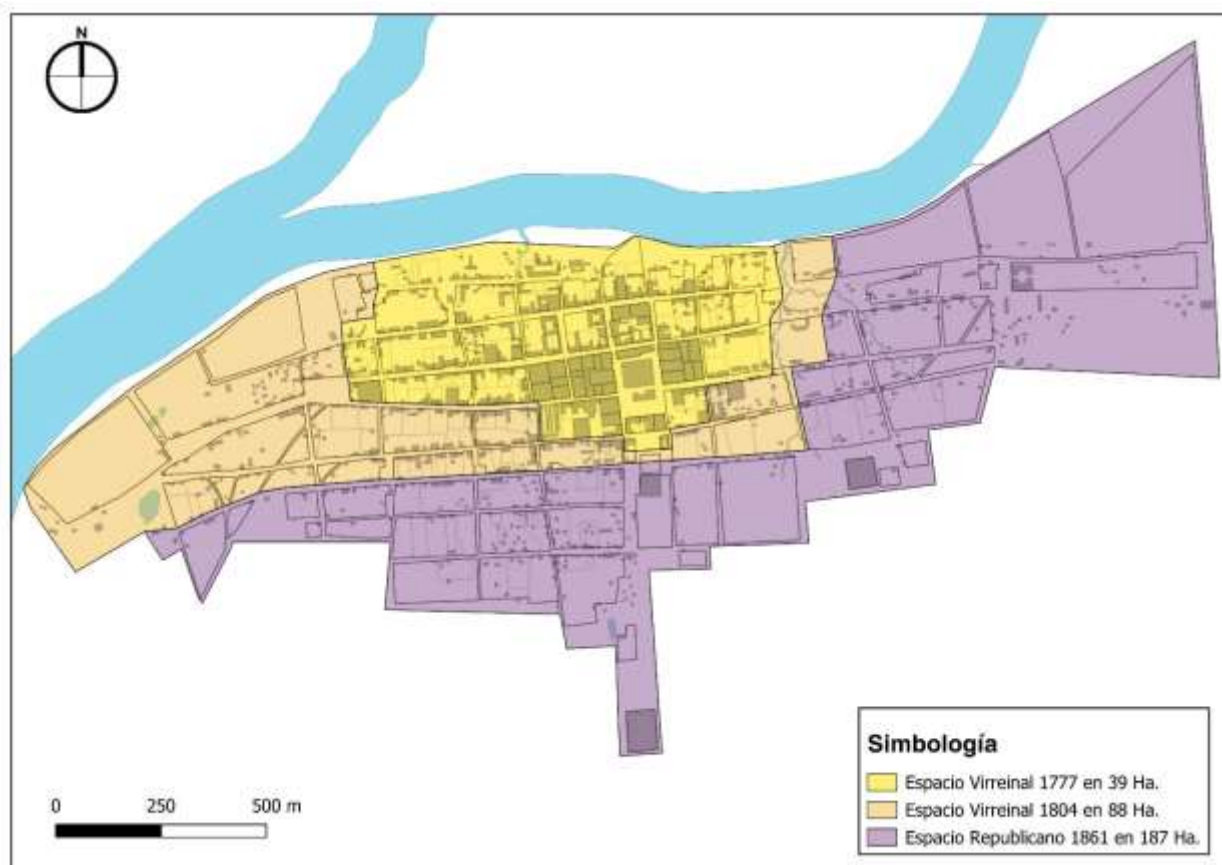 N
Simbología
Espacio Virreinal 1777 en 39 Ha.
Espacio Virreinal 1804 en 88 Ha.
Espacio Republicano 1861 en 187 Ha.
0 250 500 m